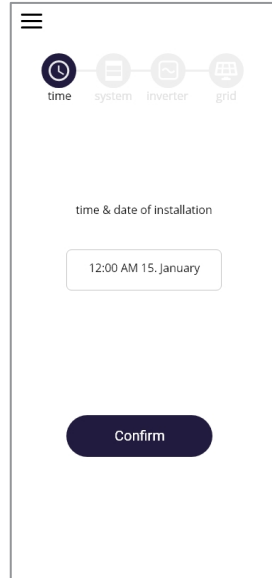 time system inverter grid
time & date of installation
12:00 AM 15. January
Confirm